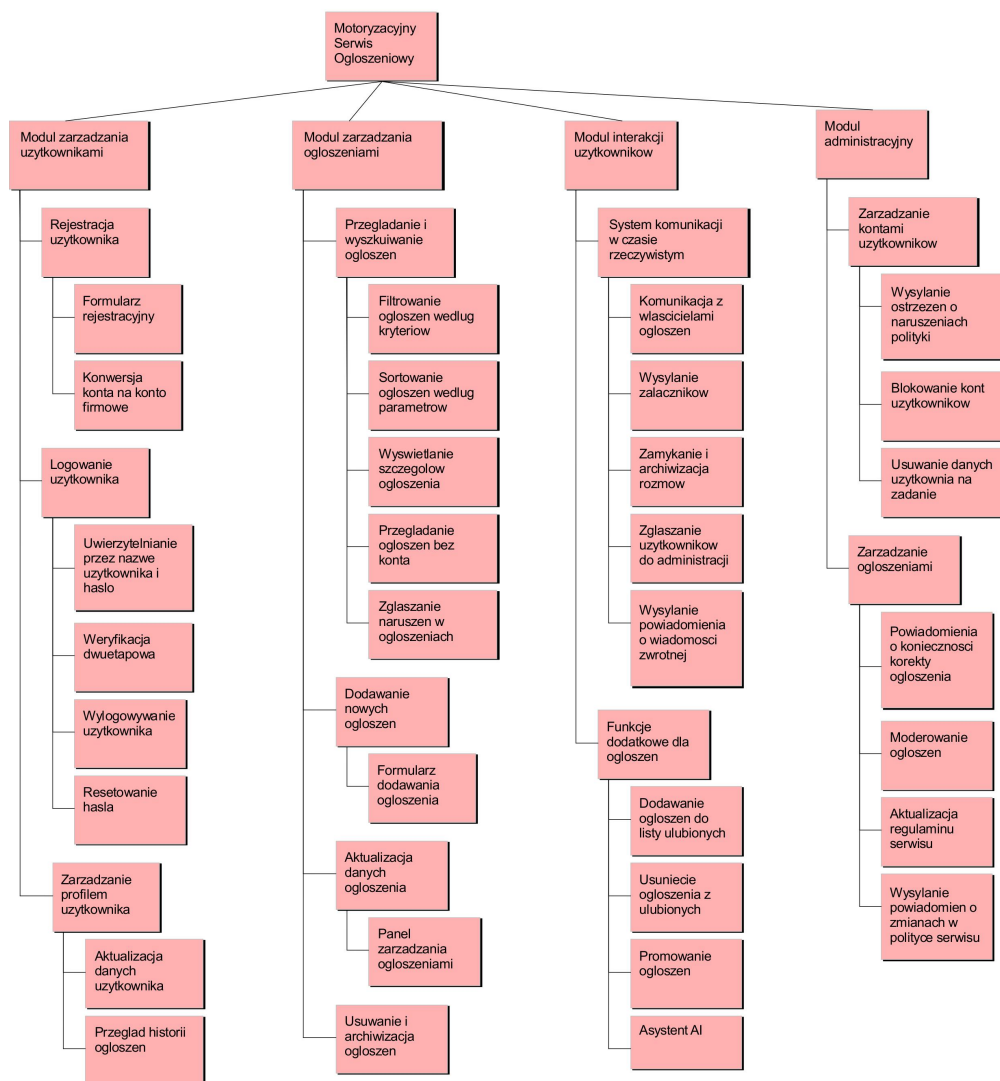 Motoryzacyjny
Serwis
Ogloszeniowy
Modul zarzadzania
uzytkownikami
Rejestracja
uzytkownika
Formularz
rejestracyjny
Konwersja
konta na konto
firmowe
Logowanie
uzytkownika
Uwierzytelnianie
przez nazwe
uzytkownika i
haslo
Weryfikacja
dwuetapowa
Wylogowywanie
uzytkownika
Resetowanie
hasla
Zarzadzanie
profilem
uzytkownika
Aktualizacja
danych
uzytkownika
Przeglad historii
ogloszen
Modul zarzadzania
ogloszeniami
Przegladanie i
wyszkuiwanie
ogloszen
Filtrowanie
ogloszen wedlug
kryteriow
Sortowanie
ogloszen wedlug
parametrow
Wyswietlanie
szczegolow
ogloszenia
Przegladanie
ogloszen bez
konta
Zglaszanie
naruszen w
ogloszeniach
Dodawanie
nowych
ogloszen
Formularz
dodawania
ogloszenia
Aktualizacja
danych
ogloszenia
Panel
zarzadzania
ogloszeniami
Usuwanie i
archiwizacja
ogloszen
Modul interakcji
uzytkownikow
System komunikacji
w czasie
rzeczywistym
Komunikacja z
wlascicielami
ogloszen
Wysylanie
zalacznikow
Zamykanie i
archiwizacja
rozmow
Zglaszanie
uzytkownikow
do administracji
Wysylanie
powiadomienia
o wiadomosci
zwrotnej
Funkcje
dodatkowe dla
ogloszen
Dodawanie
ogloszen do
listy ulubionych
Usuniecie
ogloszenia z
ulubionych
Promowanie
ogloszen
Asystent AI
Modul
administracyjny
Zarzadzanie
kontami
uzytkownikow
Wysylanie
ostrzezen o
naruszeniach
polityki
Blokowanie kont
uzytkownikow
Usuwanie danych
uzytkownia na
zadanie
Zarzadzanie
ogloszeniami
Powiadomienia
o koniecznosci
korekty
ogloszenia
Moderowanie
ogloszen
Aktualizacja
regulaminu
serwisu
Wysylanie
powiadomien o
zmianach w
polityce serwisu